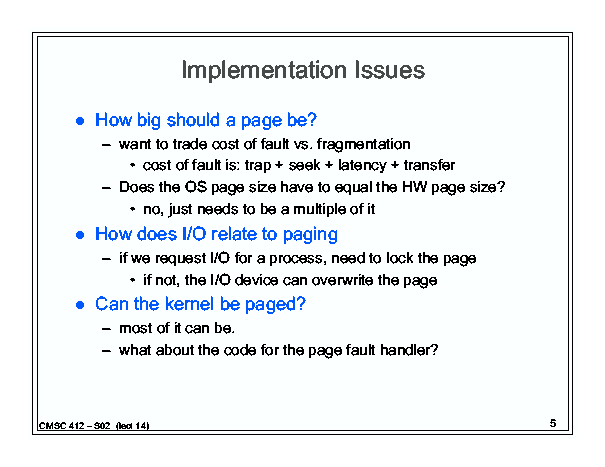 Implementation Issues
● How big should a page be?
– want to trade cost of fault vs. fragmentation
• cost of fault is: trap + seek + latency + transfer
– Does the OS page size have to equal the HW page size?
• no, just needs to be a multiple of it
● How does I/O relate to paging
– if we request I/O for a process, need to lock the page
• if not, the I/O device can overwrite the page
● Can the kernel be paged?
– most of it can be.
– what about the code for the page fault handler?
CMSC 412 – S02 (lect 14)
5